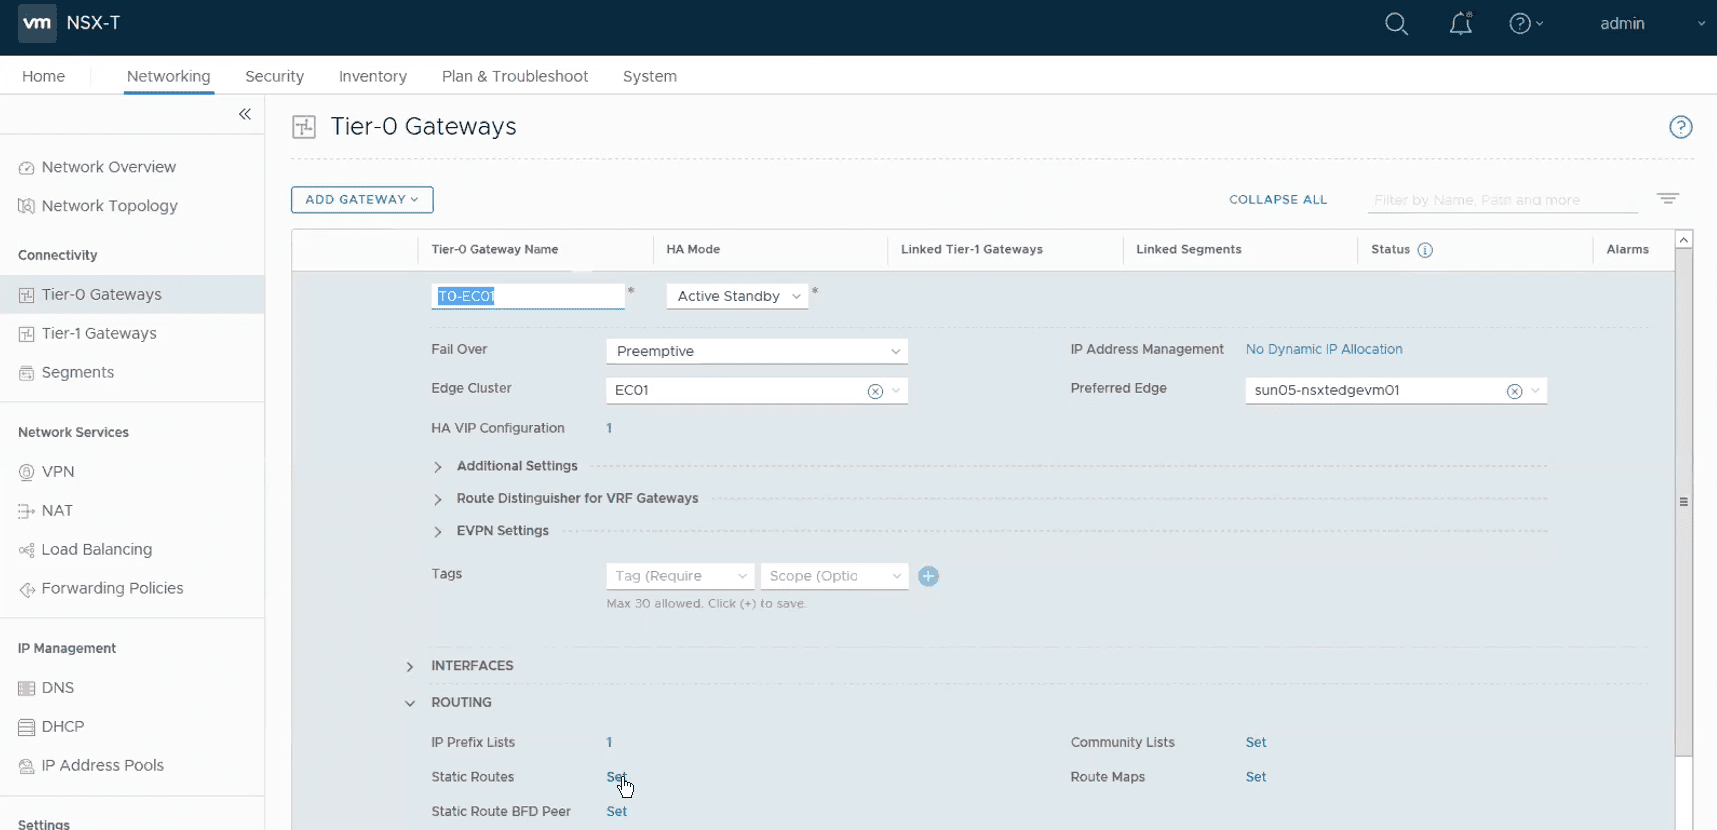 vm NSX-T admin
Home Networking Security Inventory Plan & Troubleshoot System
Network Overview
Network Topology
Connectivity
Tier-0 Gateways
Tier-1 Gateways
Segments
Network Services
VPN
NAT
Load Balancing
Forwarding Policies
IP Management
DNS
DHCP
IP Address Pools
Settings
Tier-0 Gateways
ADD GATEWAY COLLAPSE ALL Filter by Name, Path and more
Tier-0 Gateway Name HA Mode Linked Tier-1 Gateways Linked Segments Status Alarms
T0-EC01 * Active Standby *
Fail Over Preemptive IP Address Management No Dynamic IP Allocation
Edge Cluster EC01 Preferred Edge sun05-nsxtedgevm01
HA VIP Configuration 1
Additional Settings
Route Distinguisher for VRF Gateways
EVPN Settings
Tags Tag (Require Scope (Optio
Max 30 allowed. Click (+) to save.
INTERFACES
ROUTING
IP Prefix Lists 1 Community Lists Set
Static Routes Set Route Maps Set
Static Route BFD Peer Set